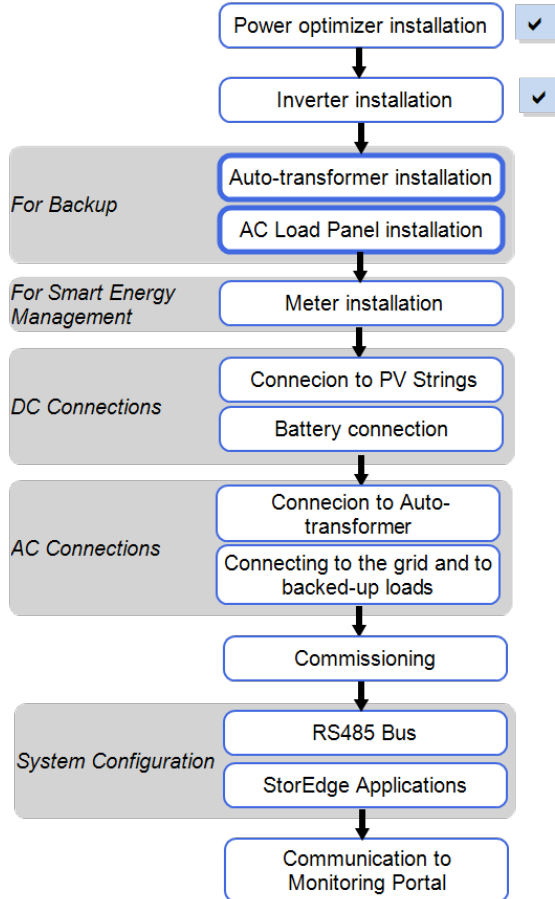 Power optimizer installation
Inverter installation
For Backup
Auto-transformer installation
AC Load Panel installation
For Smart Energy
Management
Meter installation
DC Connections
Connecion to PV Strings
Battery connection
AC Connections
Connecion to Auto-
transformer
Connecting to the grid and to
backed-up loads
Commissioning
System Configuration
RS485 Bus
StorEdge Applications
Communication to
Monitoring Portal